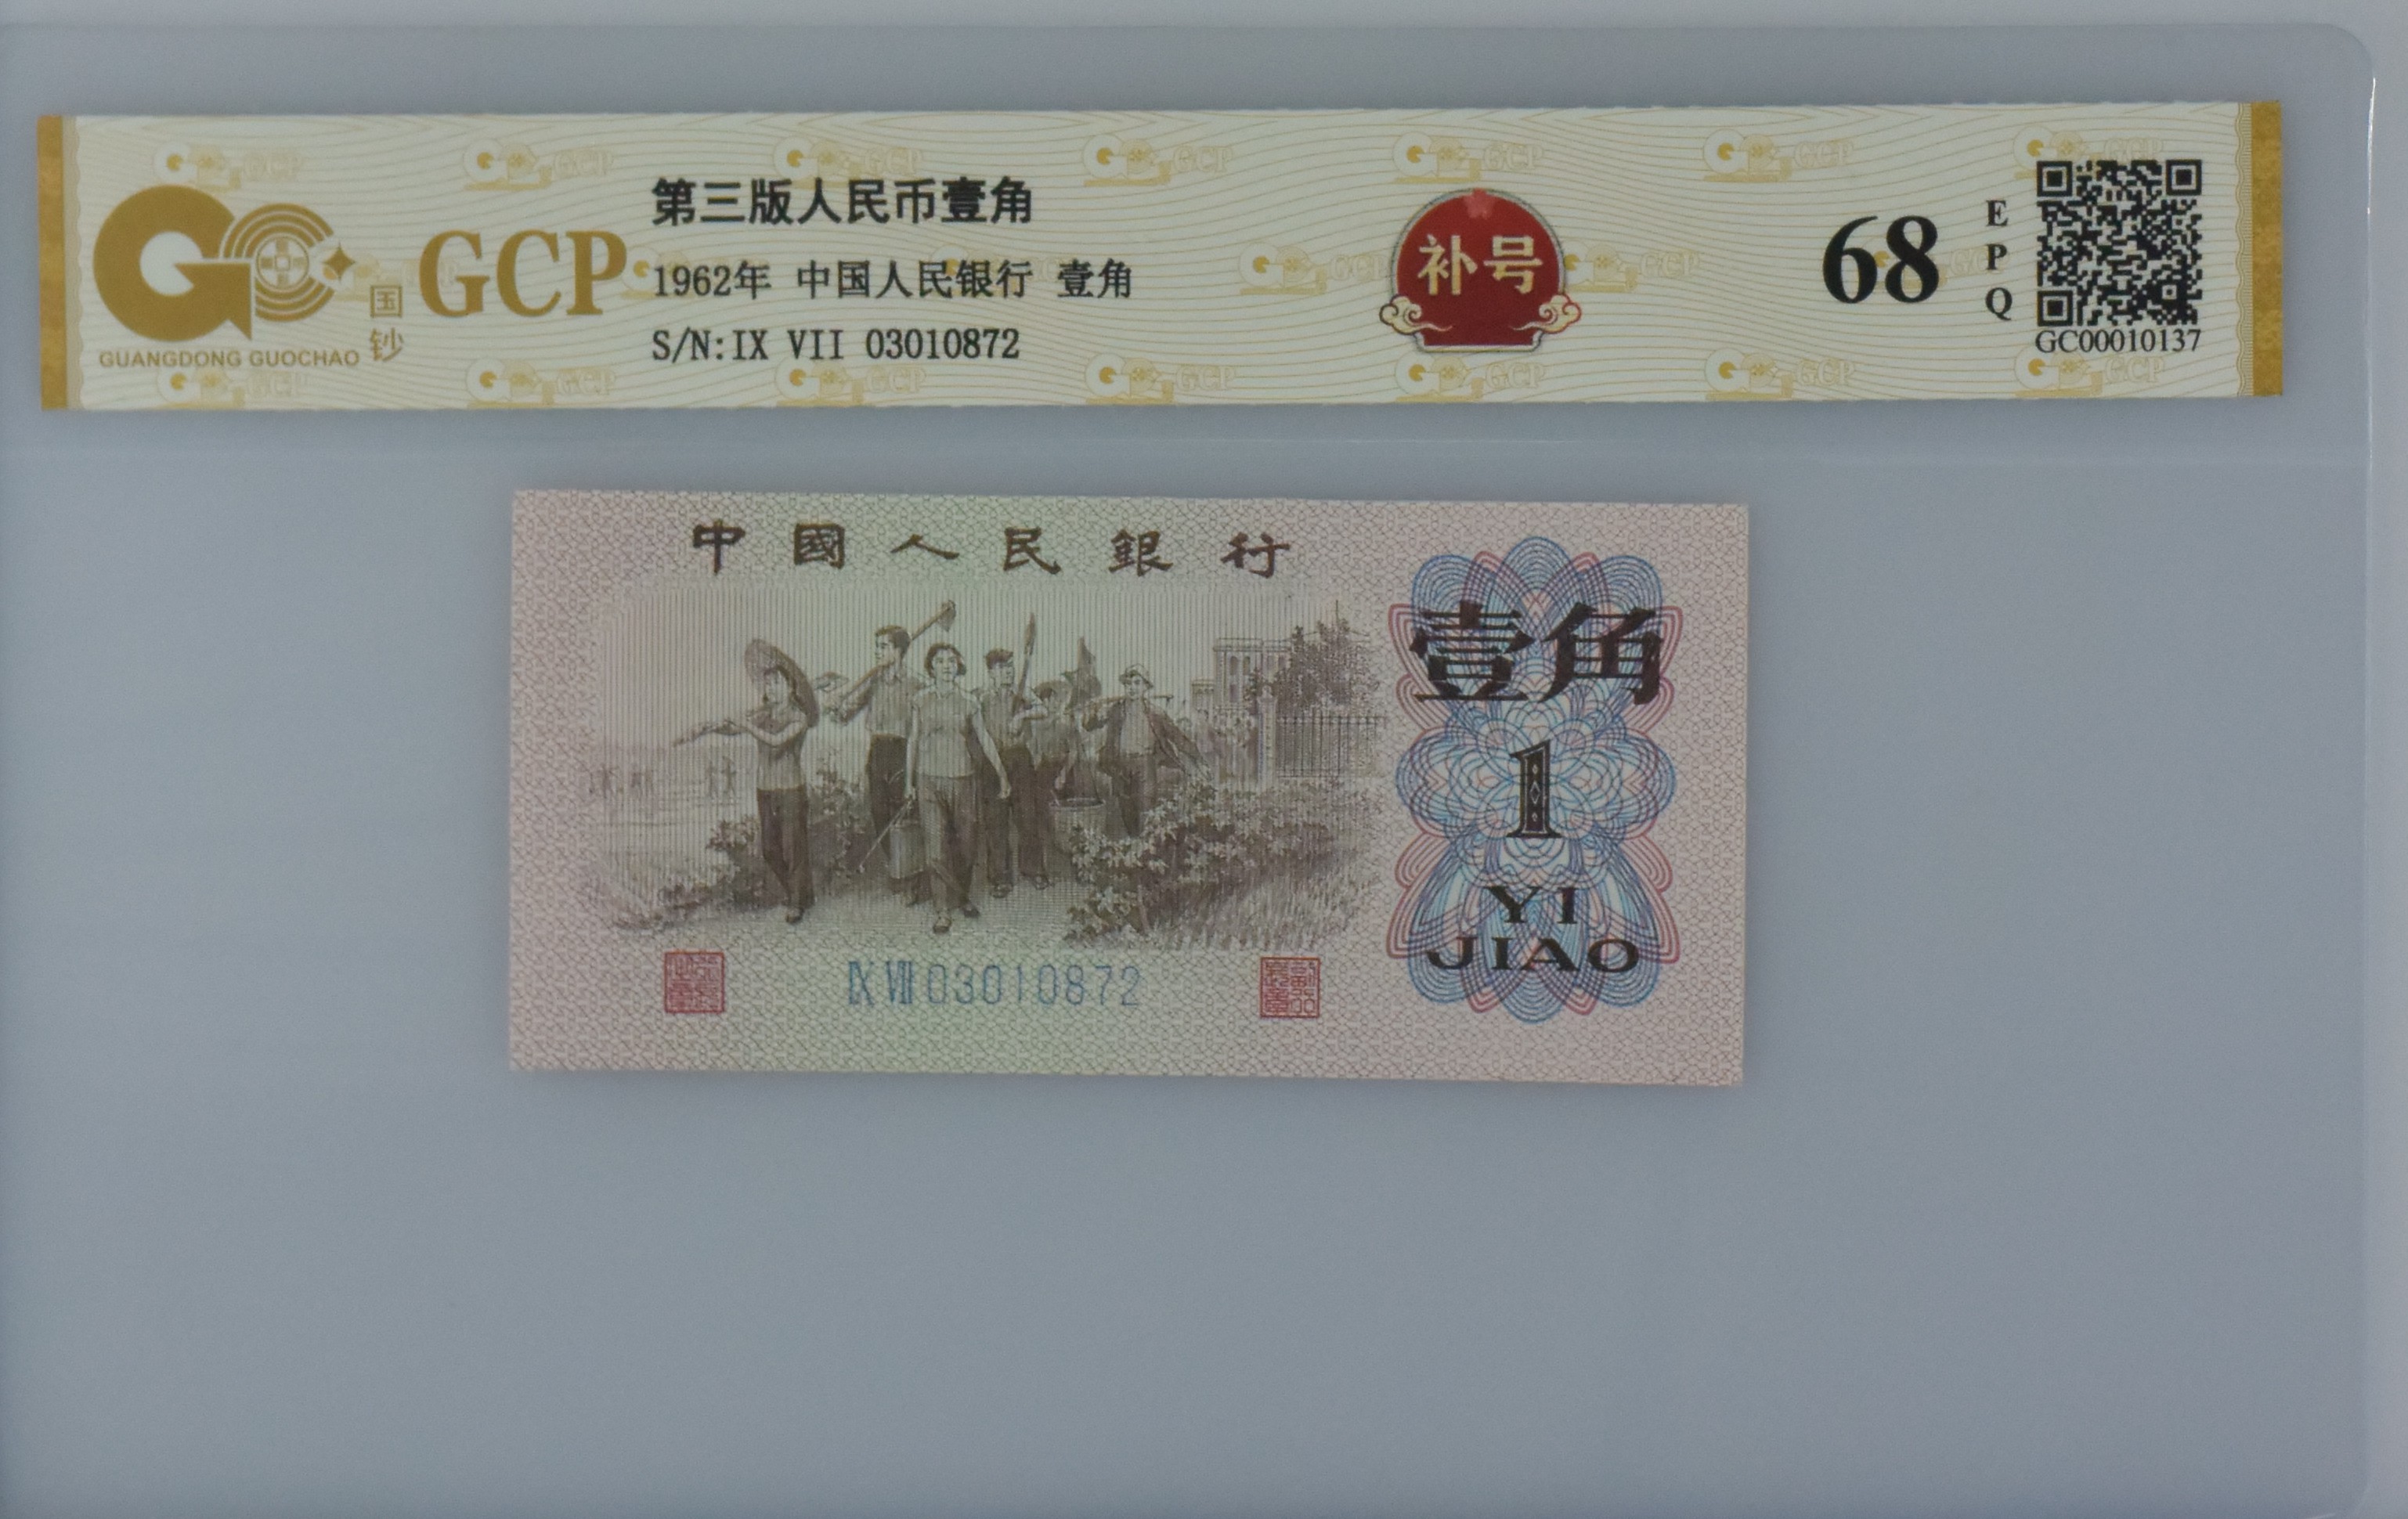 GCP
国钞
GUANGDONG GUOCHAO
第三版人民币壹角
1962年 中国人民银行 壹角
S/N:IX VII 03010872
补号
68
EPQ
GC00010137
中國人民銀行
壹角
1
YI
JIAO
03010872